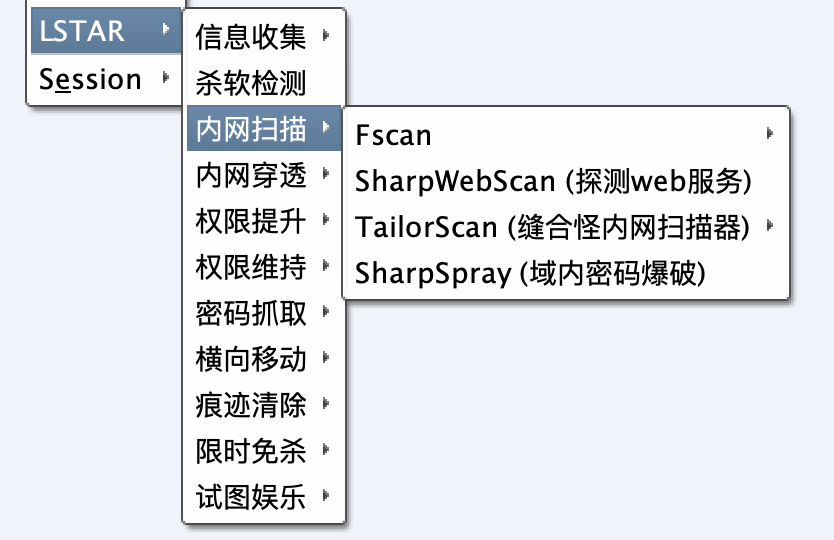 LSTAR
Session
信息收集
杀软检测
内网扫描
内网穿透
权限提升
权限维持
密码抓取
横向移动
痕迹清除
限时免杀
试图娱乐
Fscan
SharpWebScan (探测web服务)
TailorScan (缝合怪内网扫描器)
SharpSpray (域内密码爆破)